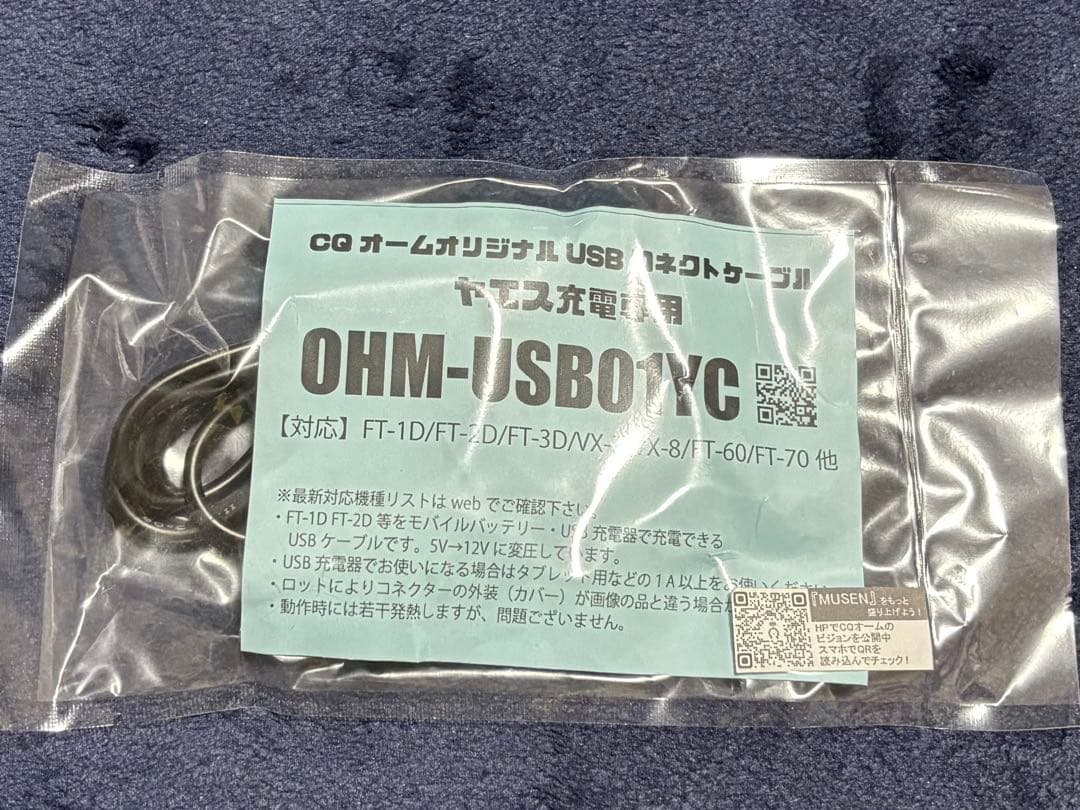 CQ オームオリジナル USB コネクトケーブル
ヤエス充電専用
OHM-USB01YC
【対応】FT-1D/FT-2D/FT-3D/VX- X-8/FT-60/FT-70 他
※最新対応機種リストは web でご確認下さい。
・FT-1D FT-2D 等をモバイルバッテリー・USB 充電器で充電できる
USB ケーブルです。5V→12V に変圧しています。
・USB 充電器でお使いになる場合はタブレット用などの 1A 以上をお使いください
・ロットによりコネクターの外装(カバー)が画像の品と違う場合が
・動作時には若干発熱しますが、問題ございません。
『MUSEN』をもっと
盛り上げよう!
HPでCQオームの
ビジョンを公開中
スマホでQRを
読み込んでチェック!